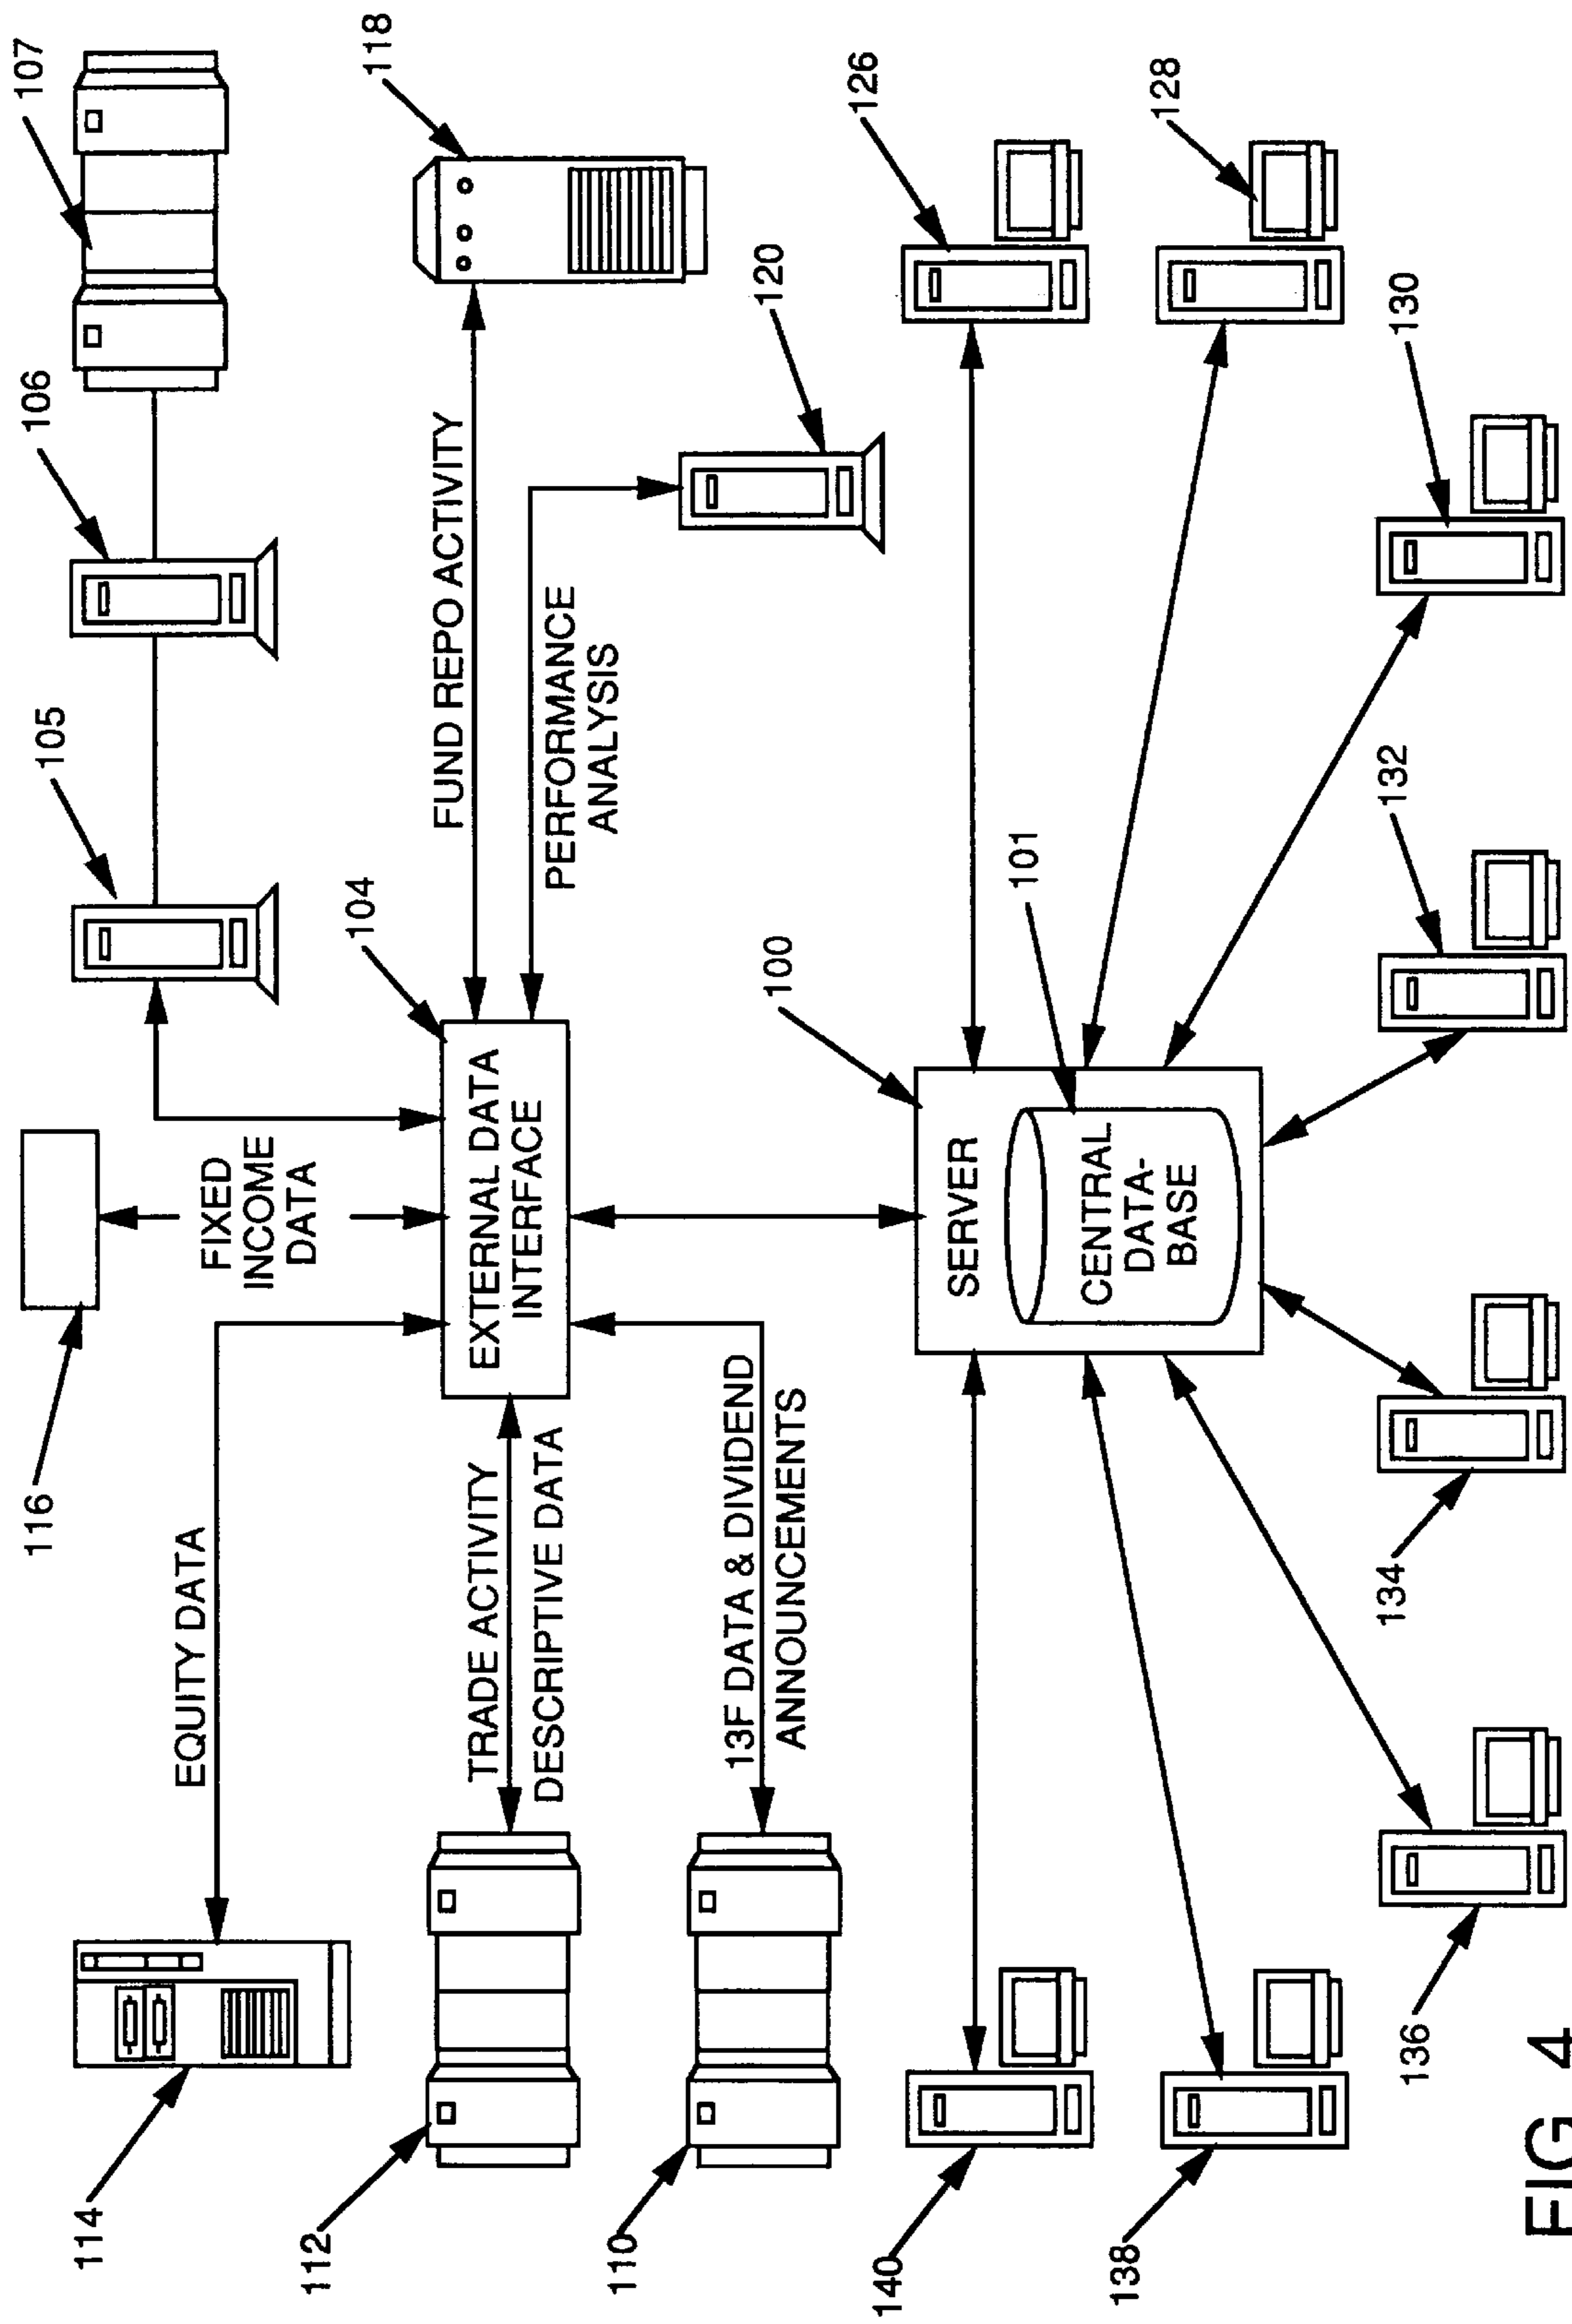 116
107
106
105
114
EQUITY DATA
FIXED
INCOME
DATA
118
104
FUND REPO ACTIVITY
112
TRADE ACTIVITY
DESCRIPTIVE DATA
EXTERNAL DATA
INTERFACE
PERFORMANCE
ANALYSIS
120
110
13F DATA & DIVIDEND
ANNOUNCEMENTS
100
101
126
140
SERVER
CENTRAL
DATA-
BASE
128
138
130
132
134
136
FIG. 4